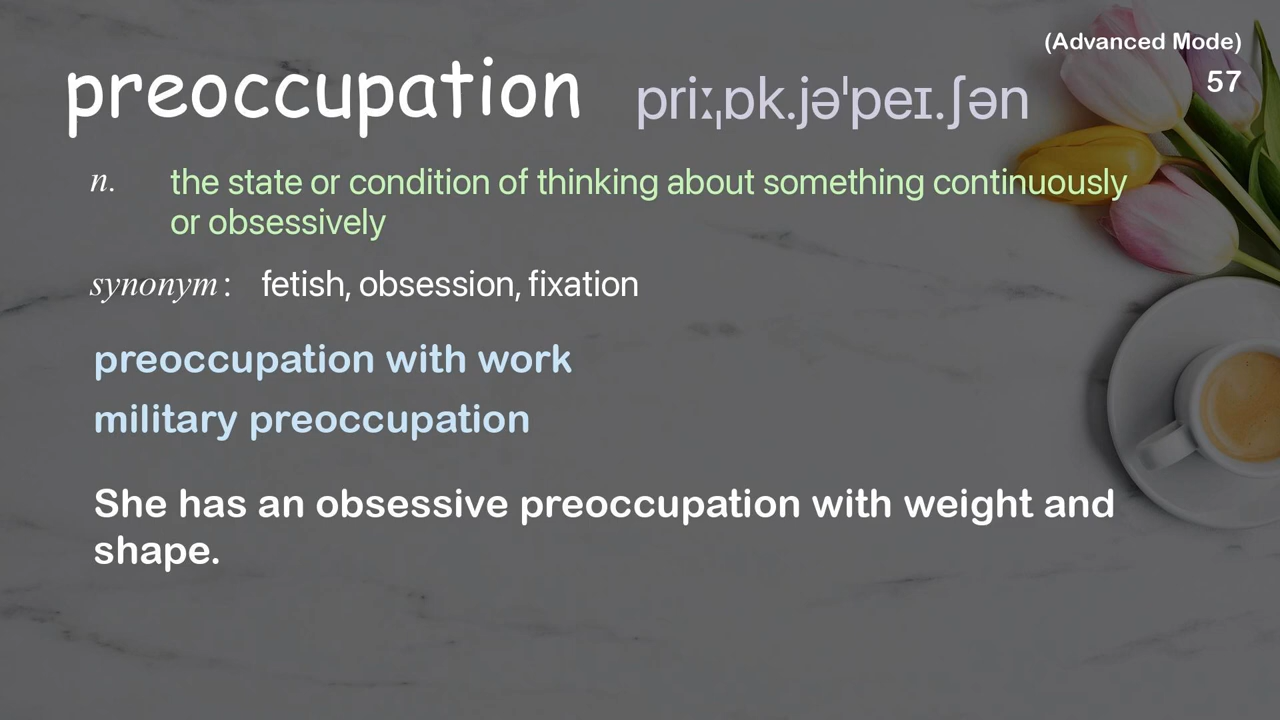 (Advanced Mode)
preoccupation priːˌɒk.jəˈpeɪ.ʃən
57
n. the state or condition of thinking about something continuously
or obsessively
synonym: fetish, obsession, fixation
preoccupation with work
military preoccupation
She has an obsessive preoccupation with weight and
shape.